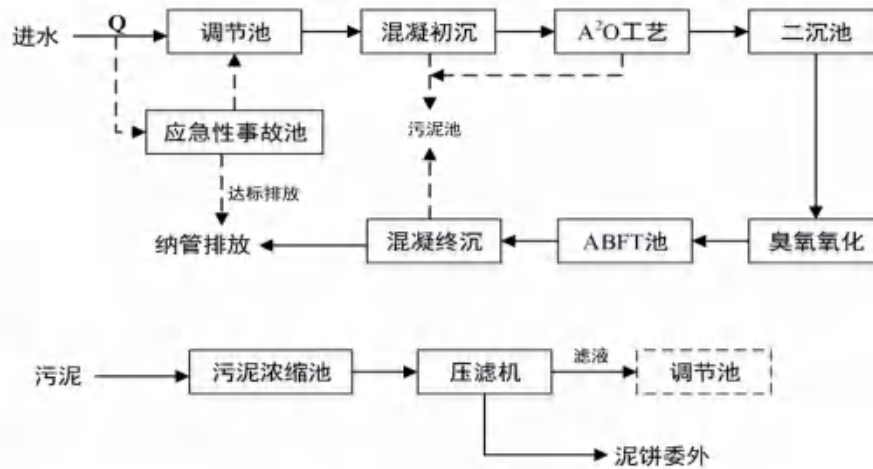 进水
Q
调节池
混凝初沉
A²O工艺
二沉池
应急性事故池
污泥池
达标排放
纳管排放
混凝终沉
ABFT池
臭氧氧化
污泥
污泥浓缩池
压滤机
滤液
调节池
泥饼委外